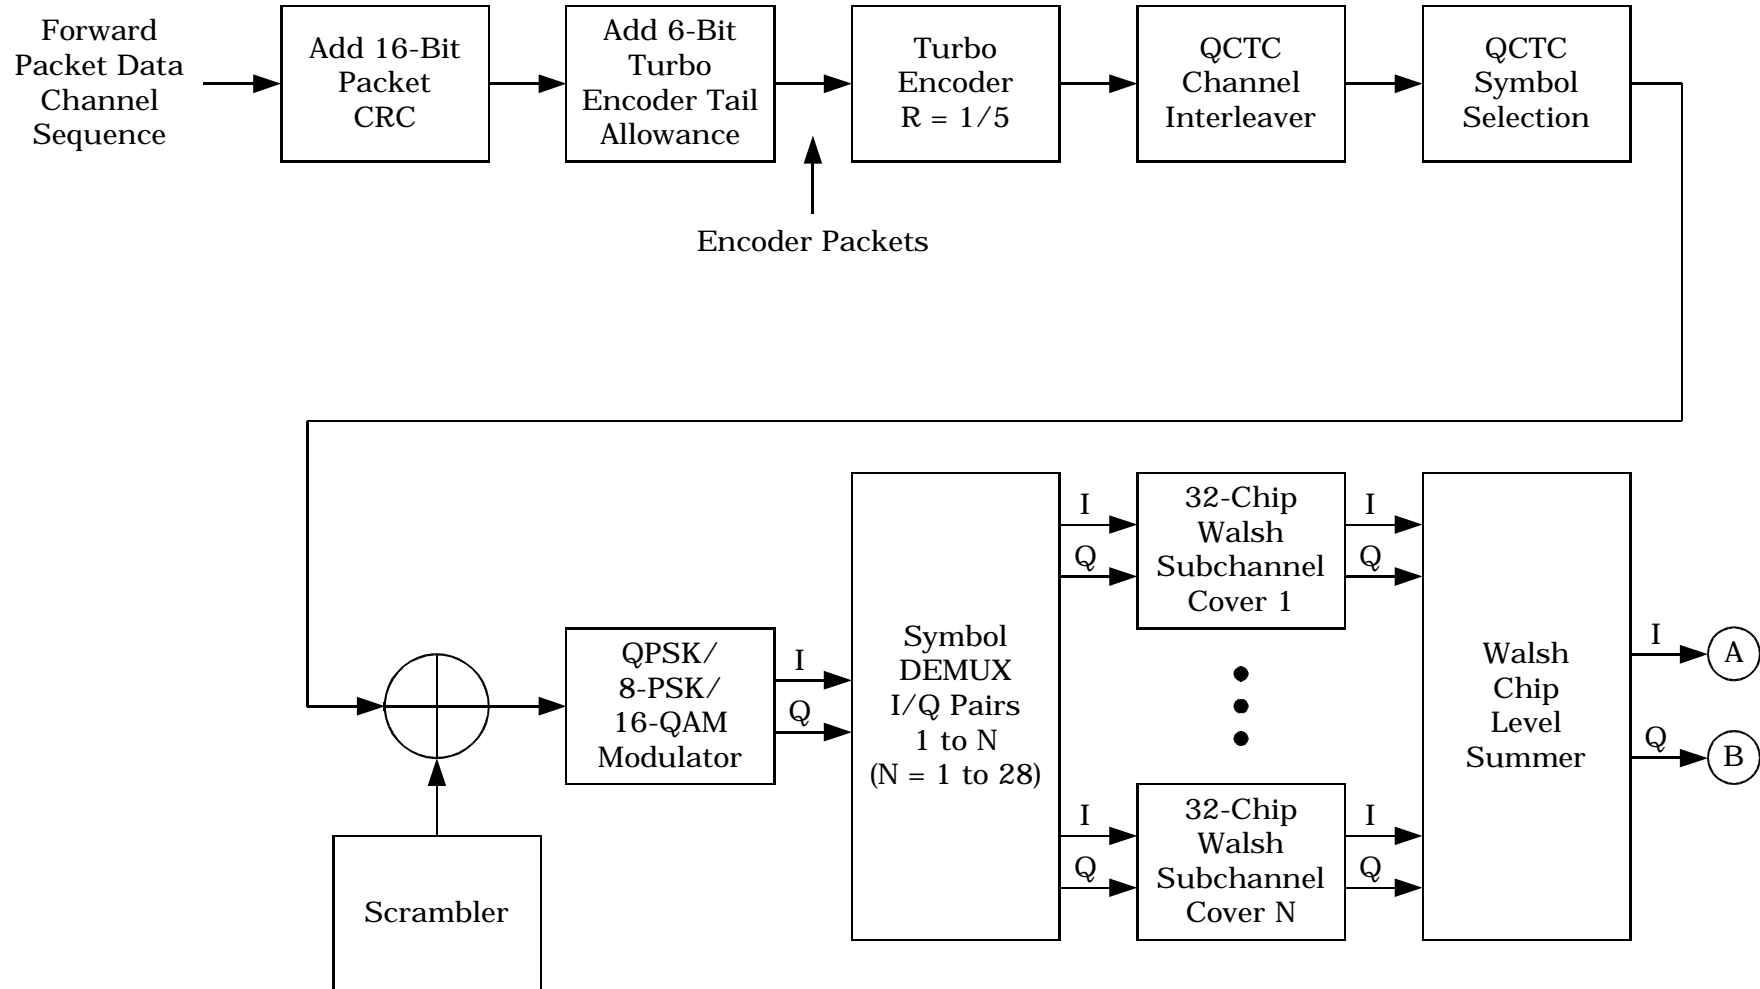 Forward
Packet Data
Channel
Sequence
Add 16-Bit
Packet
CRC
Add 6-Bit
Turbo
Encoder Tail
Allowance
Turbo
Encoder
R = 1/5
QCTC
Channel
Interleaver
QCTC
Symbol
Selection
Encoder Packets
Scrambler
QPSK/
8-PSK/
16-QAM
Modulator
I
Q
Symbol
DEMUX
I/Q Pairs
1 to N
(N = 1 to 28)
I
Q
32-Chip
Walsh
Subchannel
Cover 1
I
Q
I
Q
32-Chip
Walsh
Subchannel
Cover N
I
Q
Walsh
Chip
Level
Summer
I
A
Q
B